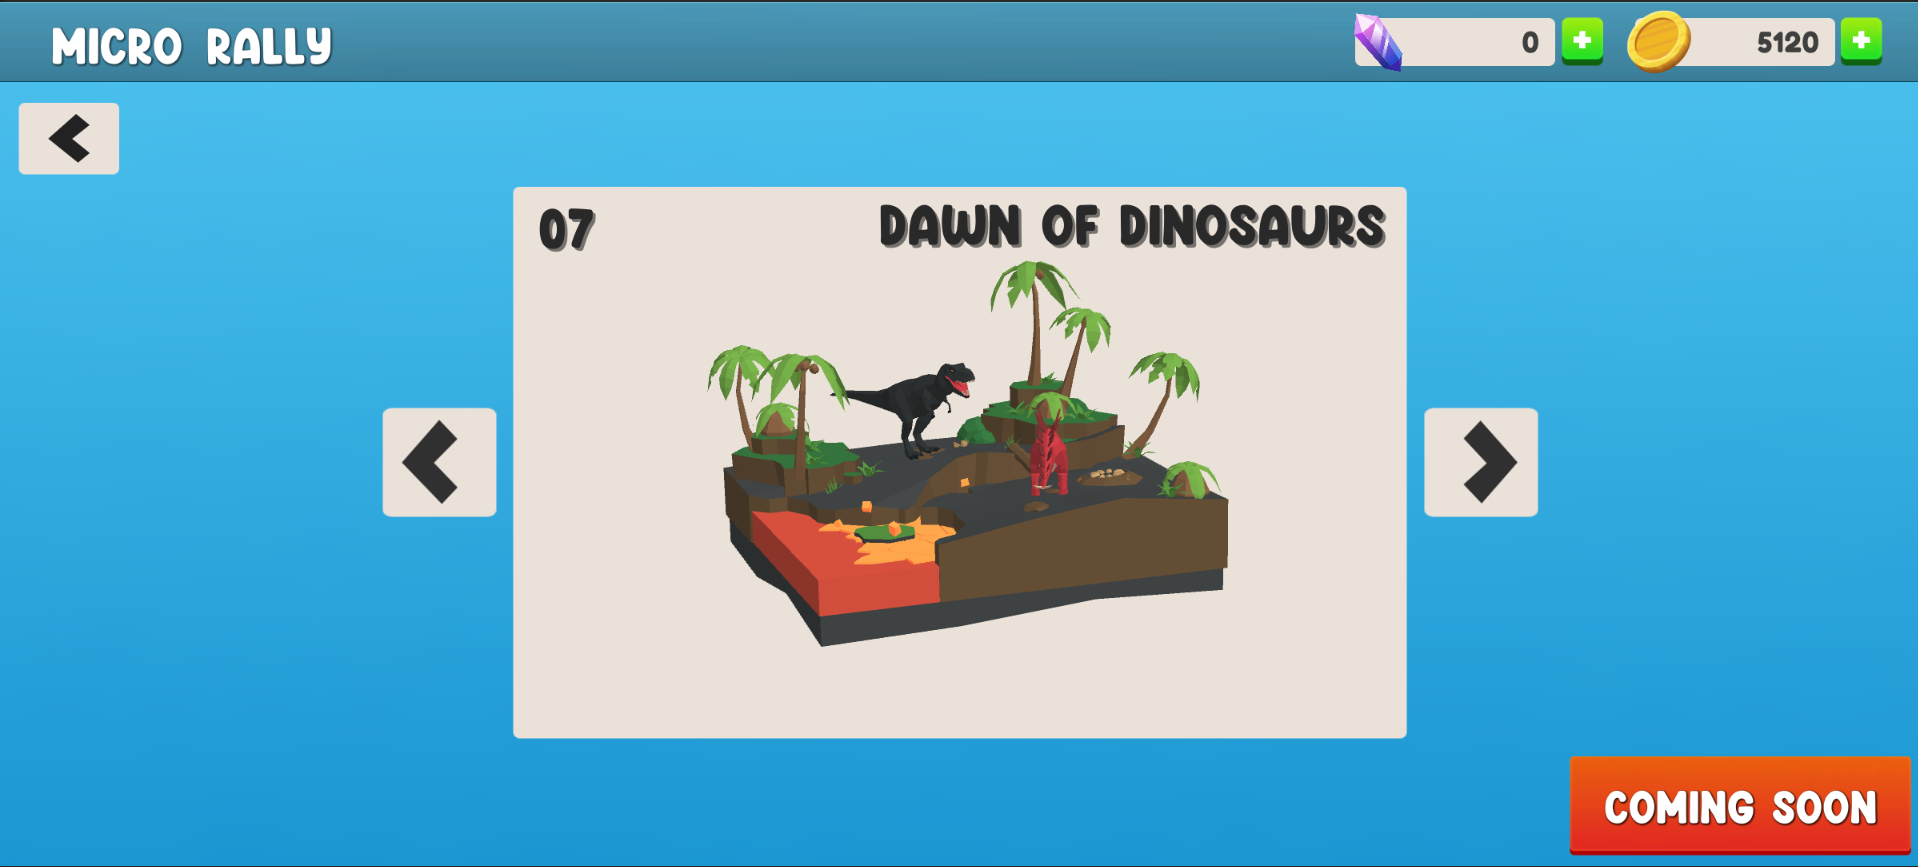 MICRO RALLY
0
5120
07
DAWN OF DINOSAURS
COMING SOON